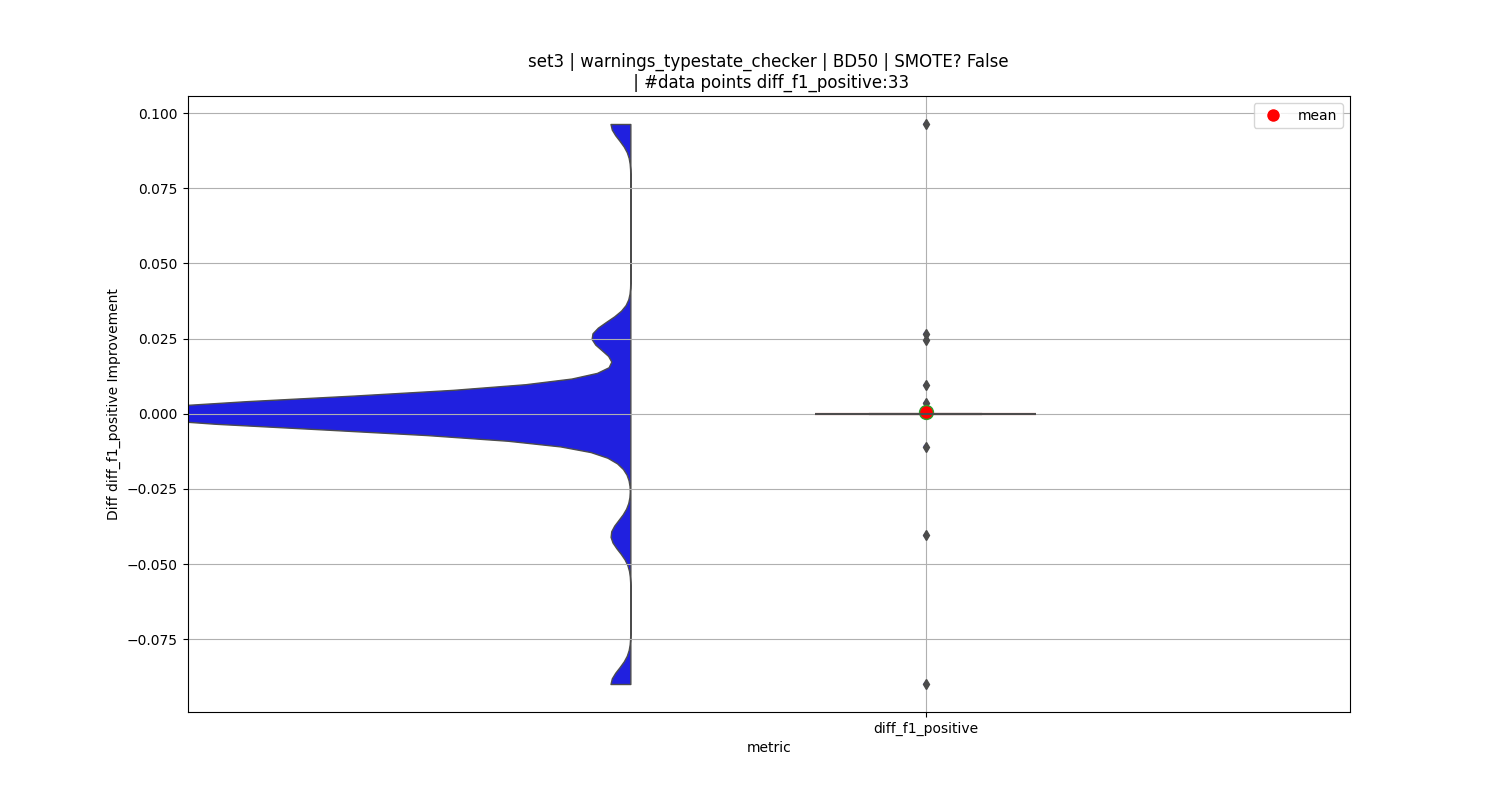 set3 | warnings_typestate_checker | BD50 | SMOTE? False
| #data points diff_f1_positive:33
mean
0.100
0.075
0.050
0.025
0.000
−0.025
−0.050
−0.075
Diff diff_f1_positive Improvement
diff_f1_positive
metric